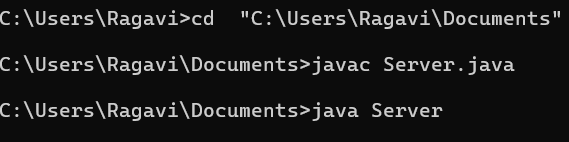 C:\Users\Ragavi>cd  "C:\Users\Ragavi\Documents"
C:\Users\Ragavi\Documents>javac Server.java
C:\Users\Ragavi\Documents>java Server